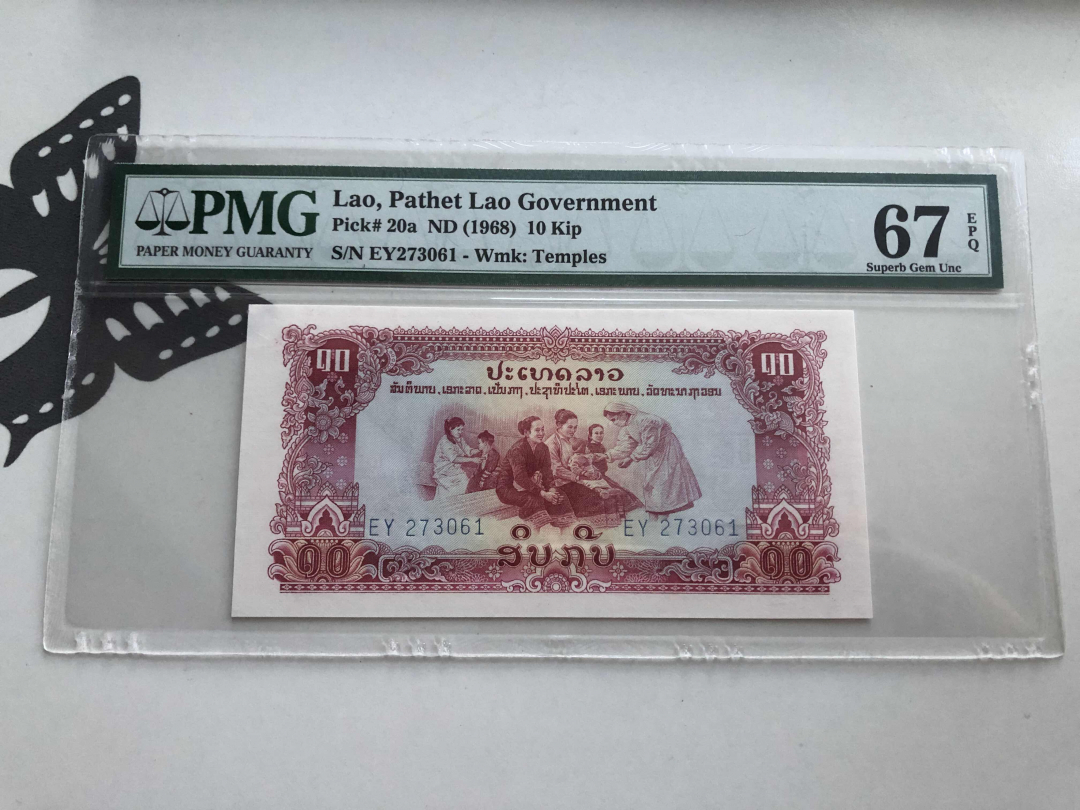 PMG
PAPER MONEY GUARANTY
Lao, Pathet Lao Government
Pick# 20a ND (1968) 10 Kip
S/N EY273061 - Wmk: Temples
67
EPQ
Superb Gem Unc
໑໐ ໑໐
ປະເທດລາວ
EY 273061 EY 273061
ສິບກີບ
໑໐ ໑໐